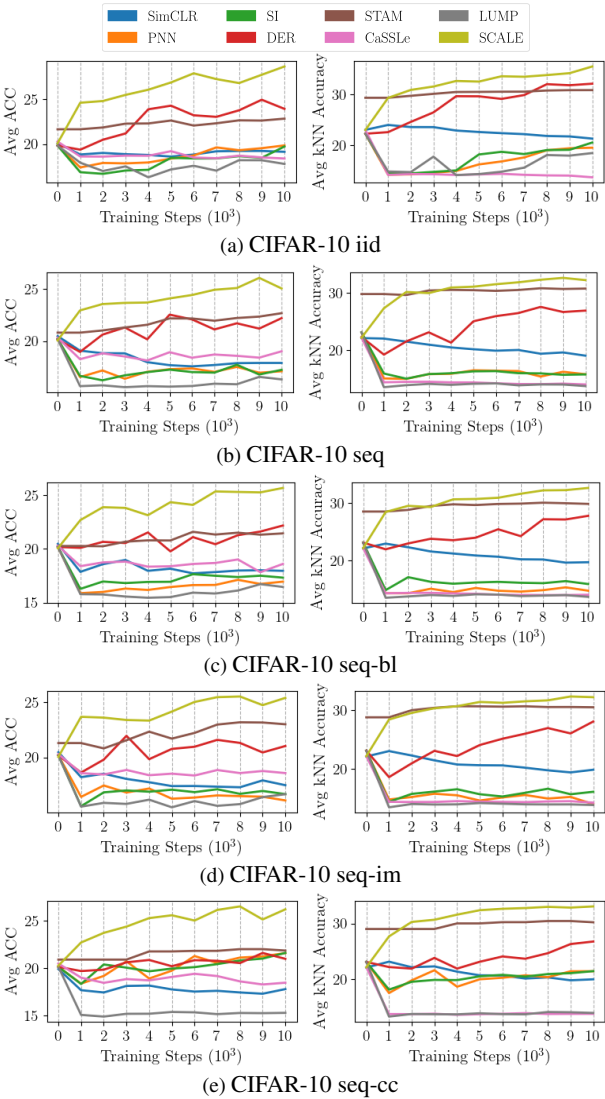 SimCLR SI STAM LUMP
PNN DER CaSSLe SCALE
Avg ACC
25
20
0 1 2 3 4 5 6 7 8 9 10
Training Steps (10³)
Avg kNN Accuracy
30
20
0 1 2 3 4 5 6 7 8 9 10
Training Steps (10³)
(a) CIFAR-10 iid
Avg ACC
25
20
0 1 2 3 4 5 6 7 8 9 10
Training Steps (10³)
Avg kNN Accuracy
30
20
0 1 2 3 4 5 6 7 8 9 10
Training Steps (10³)
(b) CIFAR-10 seq
Avg ACC
25
20
15
0 1 2 3 4 5 6 7 8 9 10
Training Steps (10³)
Avg kNN Accuracy
30
20
0 1 2 3 4 5 6 7 8 9 10
Training Steps (10³)
(c) CIFAR-10 seq-bl
Avg ACC
25
20
0 1 2 3 4 5 6 7 8 9 10
Training Steps (10³)
Avg kNN Accuracy
30
20
0 1 2 3 4 5 6 7 8 9 10
Training Steps (10³)
(d) CIFAR-10 seq-im
Avg ACC
25
20
15
0 1 2 3 4 5 6 7 8 9 10
Training Steps (10³)
Avg kNN Accuracy
30
20
0 1 2 3 4 5 6 7 8 9 10
Training Steps (10³)
(e) CIFAR-10 seq-cc